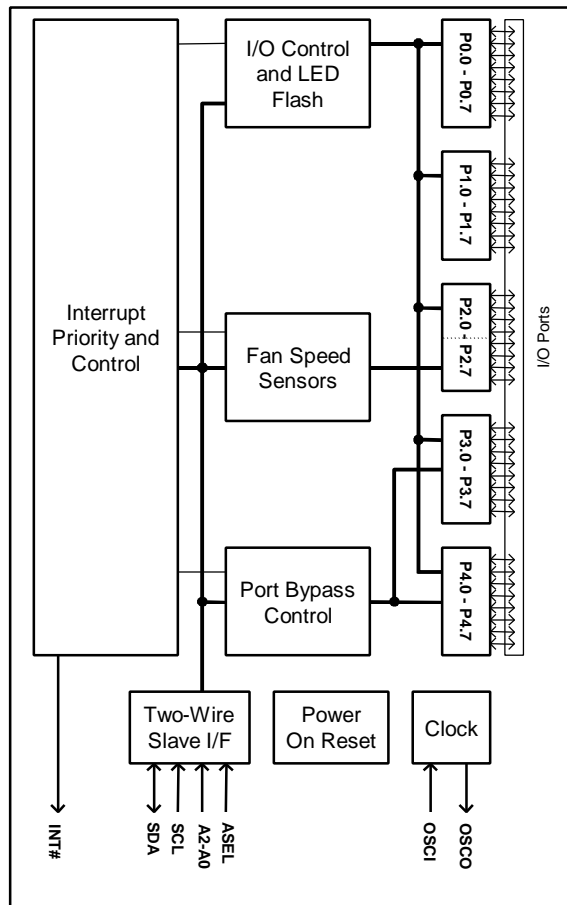 I/O Control
and LED
Flash
P0.0 - P0.7
P1.0 - P1.7
Interrupt
Priority and
Control
Fan Speed
Sensors
P2.0 - P2.7
I/O Ports
P3.0 - P3.7
Port Bypass
Control
P4.0 - P4.7
Two-Wire
Slave I/F
Power
On Reset
Clock
INT#
SDA
SCL
A2-A0
ASEL
OSCI
OSCO